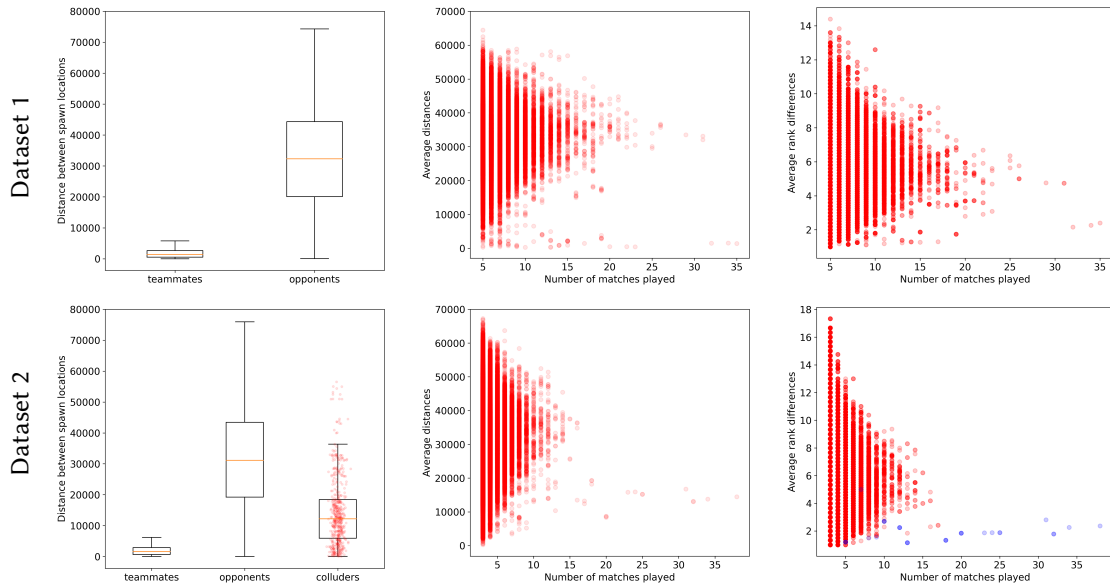 Dataset 1
Distance between spawn locations
80000
70000
60000
50000
40000
30000
20000
10000
0
teammates opponents
Average distances
70000
60000
50000
40000
30000
20000
10000
0
5 10 15 20 25 30 35
Number of matches played
Average rank differences
14
12
10
8
6
4
2
5 10 15 20 25 30 35
Number of matches played
Dataset 2
Distance between spawn locations
80000
70000
60000
50000
40000
30000
20000
10000
0
teammates opponents colluders
Average distances
70000
60000
50000
40000
30000
20000
10000
0
5 10 15 20 25 30 35
Number of matches played
Average rank differences
18
16
14
12
10
8
6
4
2
5 10 15 20 25 30 35
Number of matches played